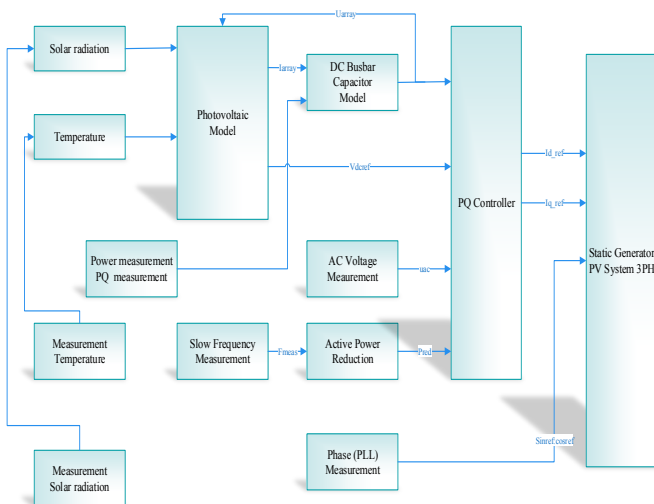 Uarray
Solar radiation
Iarray
DC Busbar
Capacitor
Model
Photovoltaic
Model
Temperature
Vdcref
Id_ref
PQ Controller
Iq_ref
Power measurement
PQ measurement
AC Voltage
Meaurement
uac
Static Generator
PV System 3PH
Measurement
Temperature
Slow Frequency
Measurement
Fmeas
Active Power
Reduction
Pred
Sinref.cosref
Phase (PLL)
Measurement
Measurement
Solar radiation